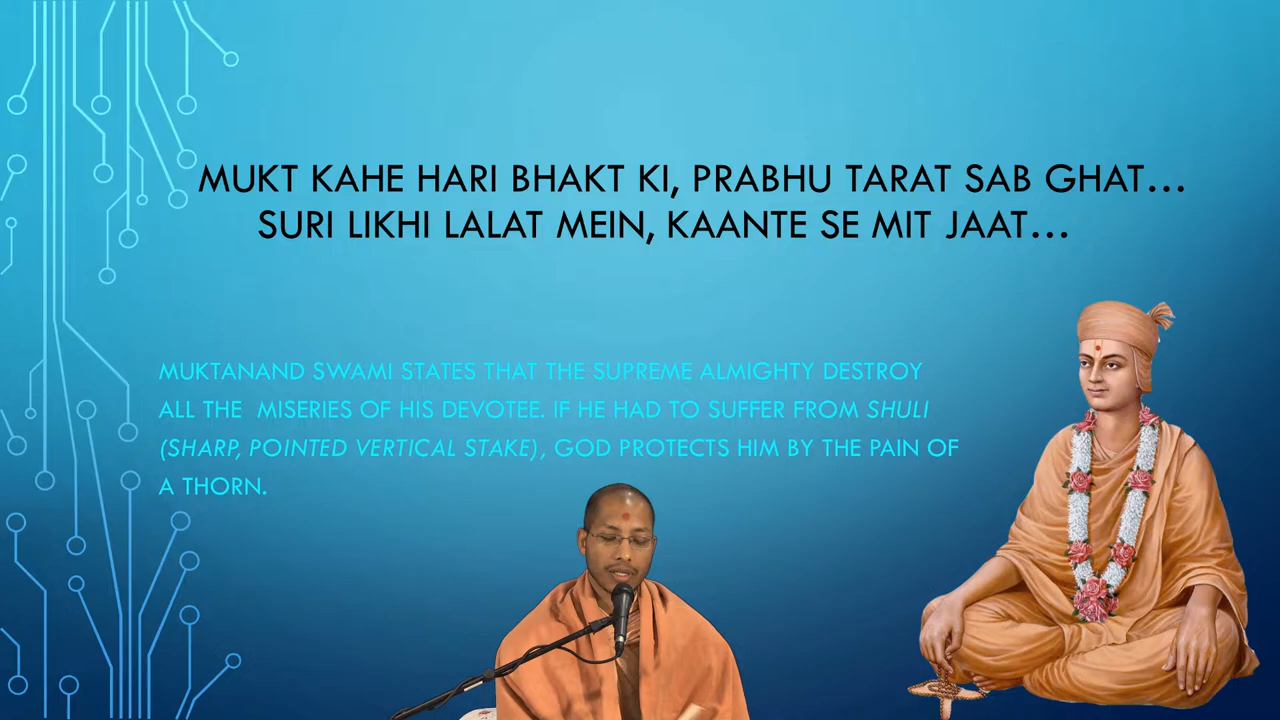 MUKT KAHE HARI BHAKT KI, PRABHU TARAT SAB GHAT...
SURI LIKHI LALAT MEIN, KAANTE SE MIT JAAT...
MUKTANAND SWAMI STATES THAT THE SUPREME ALMIGHTY DESTROY
ALL THE  MISERIES OF HIS DEVOTEE. IF HE HAD TO SUFFER FROM SHULI
(SHARP, POINTED VERTICAL STAKE), GOD PROTECTS HIM BY THE PAIN OF
A THORN.